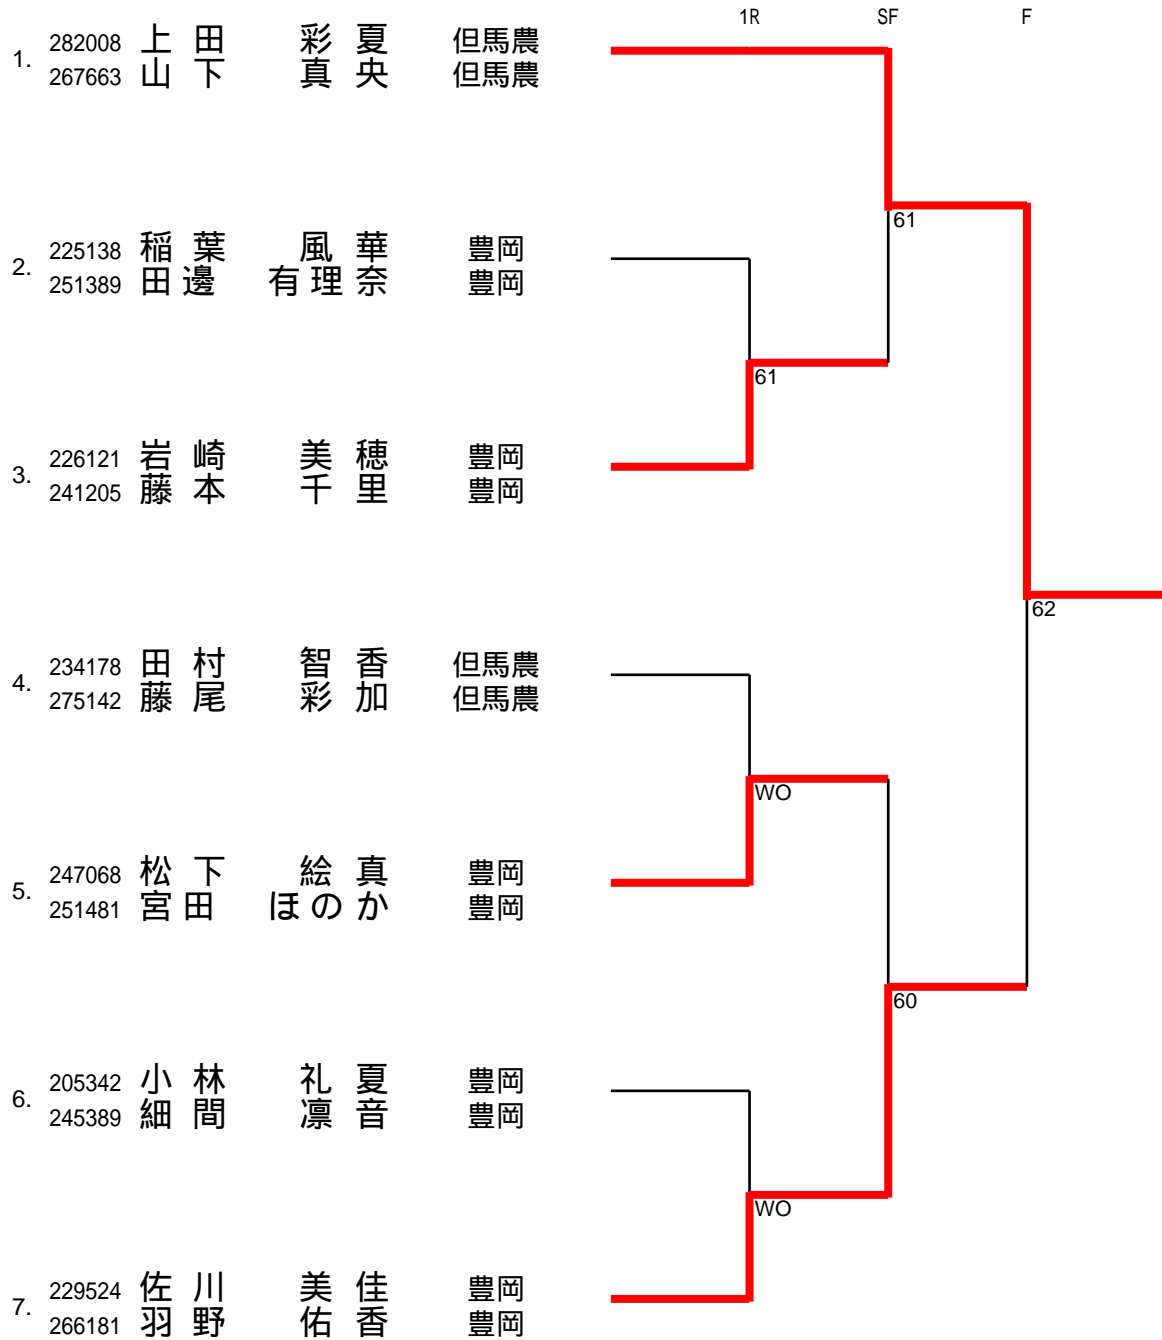 1R SF F
1. 282008 上田 彩夏 但馬農
267663 山下 真央 但馬農
61
2. 225138 稲葉 風華 豊岡
251389 田邊 有理奈 豊岡
61
3. 226121 岩崎 美穂 豊岡
241205 藤本 千里 豊岡
62
4. 234178 田村 智香 但馬農
275142 藤尾 彩加 但馬農
WO
5. 247068 松下 絵真 豊岡
251481 宮田 ほのか 豊岡
60
6. 205342 小林 礼夏 豊岡
245389 細間 凛音 豊岡
WO
7. 229524 佐川 美佳 豊岡
266181 羽野 佑香 豊岡